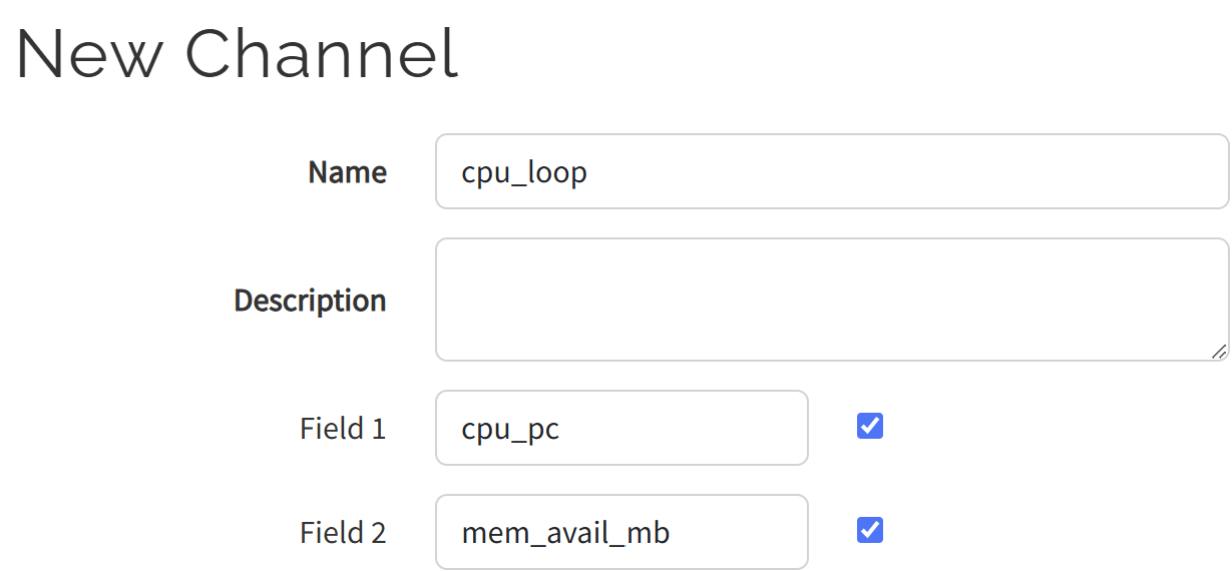 New Channel
Name cpu_loop
Description
Field 1 cpu_pc
Field 2 mem_avail_mb